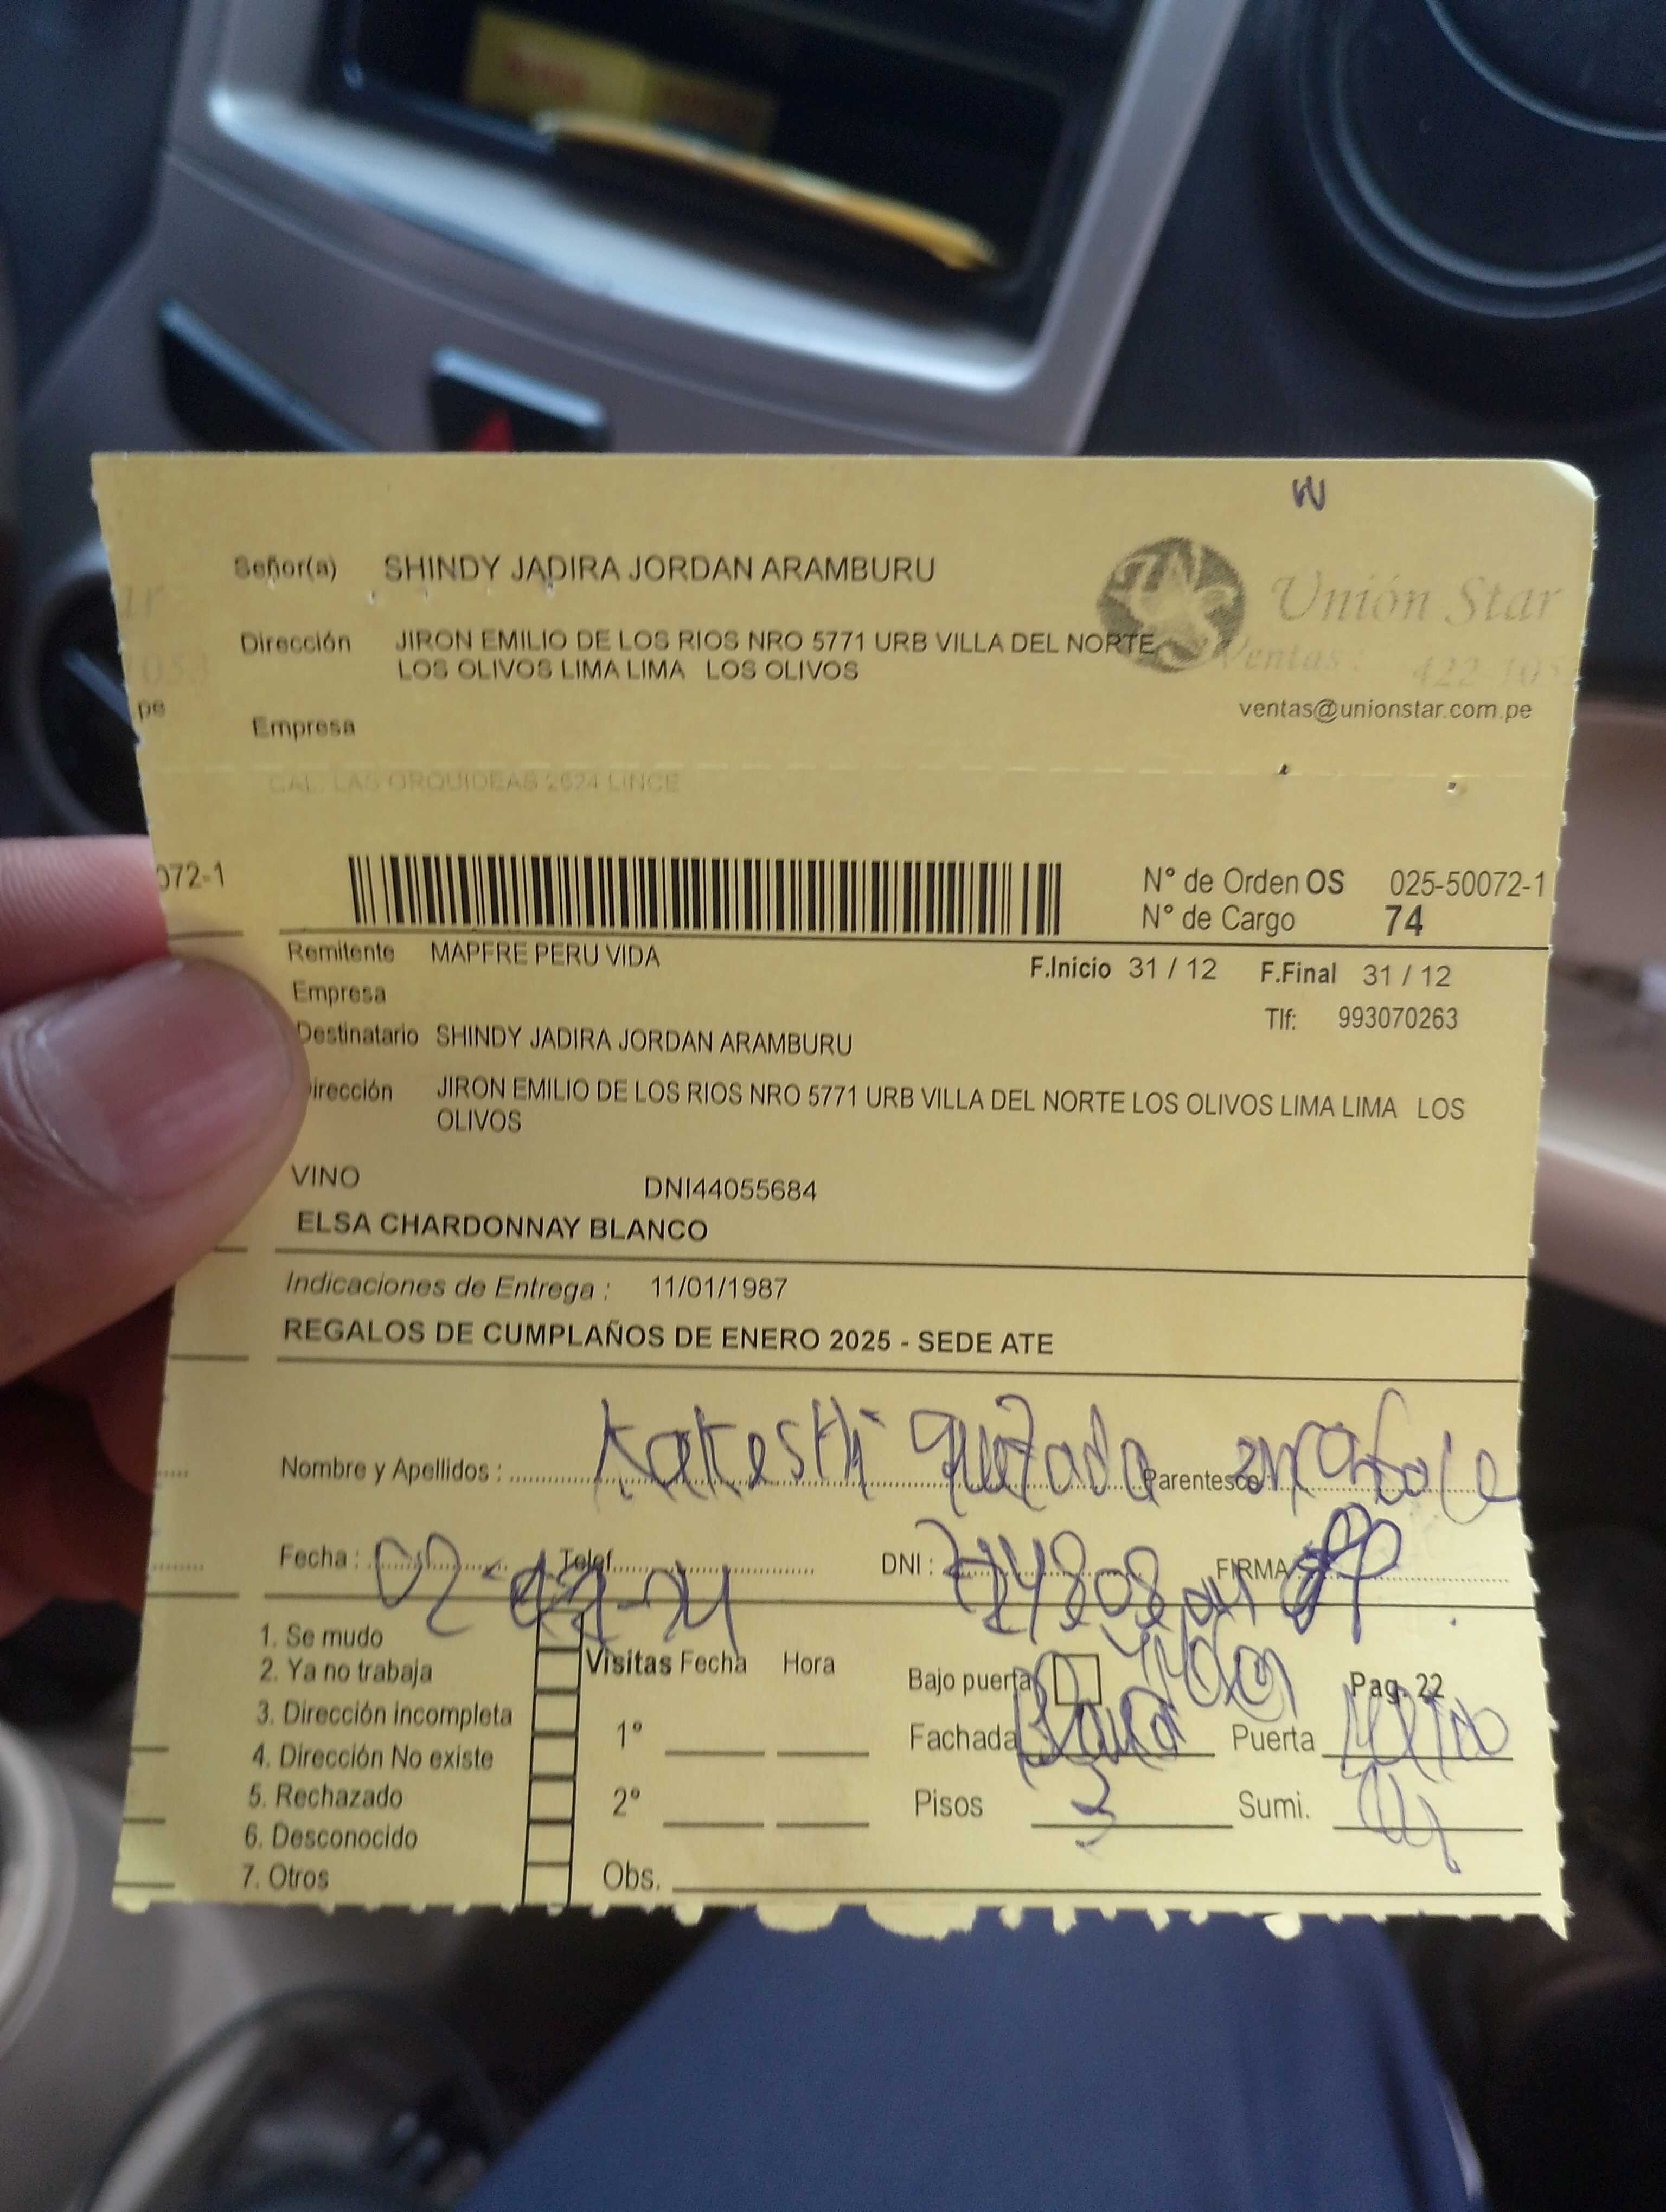 Señor(a) SHINDY JADIRA JORDAN ARAMBURU
Unión Star
Dirección JIRON EMILIO DE LOS RIOS NRO 5771 URB VILLA DEL NORTE
LOS OLIVOS LIMA LIMA LOS OLIVOS
Ventas: 422-105
pe
ventas@unionstar.com.pe
Empresa
CAL. LAS ORQUIDEAS 2624 LINCE
072-1
N° de Orden OS 025-50072-1
N° de Cargo 74
Remitente MAPFRE PERU VIDA
F.Inicio 31 / 12 F.Final 31 / 12
Empresa
Tlf: 993070263
Destinatario SHINDY JADIRA JORDAN ARAMBURU
irección JIRON EMILIO DE LOS RIOS NRO 5771 URB VILLA DEL NORTE LOS OLIVOS LIMA LIMA LOS
OLIVOS
VINO DNI44055684
ELSA CHARDONNAY BLANCO
Indicaciones de Entrega : 11/01/1987
REGALOS DE CUMPLAÑOS DE ENERO 2025 - SEDE ATE
Nombre y Apellidos : Parentesco :
Fecha : Telef. DNI : FIRMA
1. Se mudo
2. Ya no trabaja
3. Dirección incompleta
4. Dirección No existe
5. Rechazado
6. Desconocido
7. Otros
Visitas Fecha Hora
1°
2°
Obs.
Bajo puerta Pag. 22
Fachada Puerta
Pisos 3 Sumi.